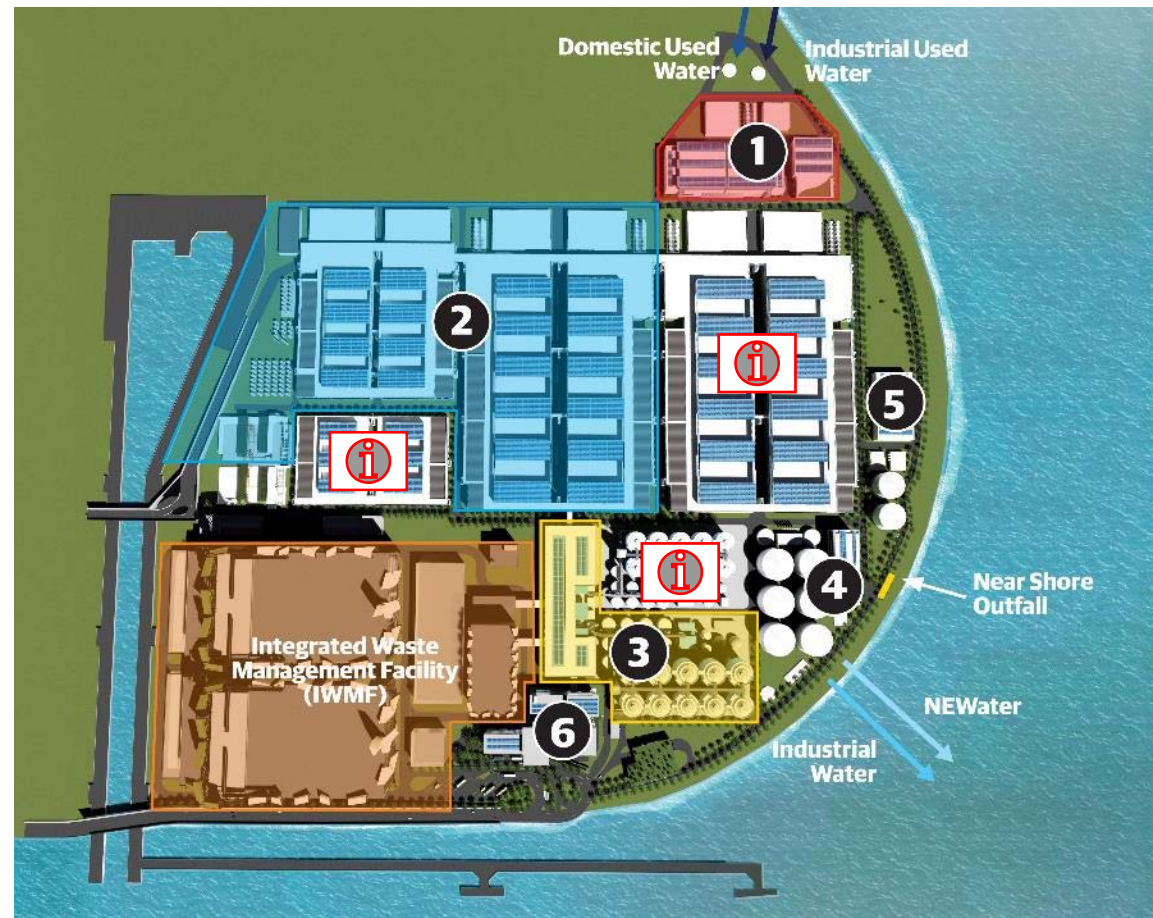 Domestic Used
Water
Industrial Used
Water
1
2
i
5
i
i
4
Near Shore
Outfall
3
Integrated Waste
Management Facility
(IWMF)
6
NEWater
Industrial
Water